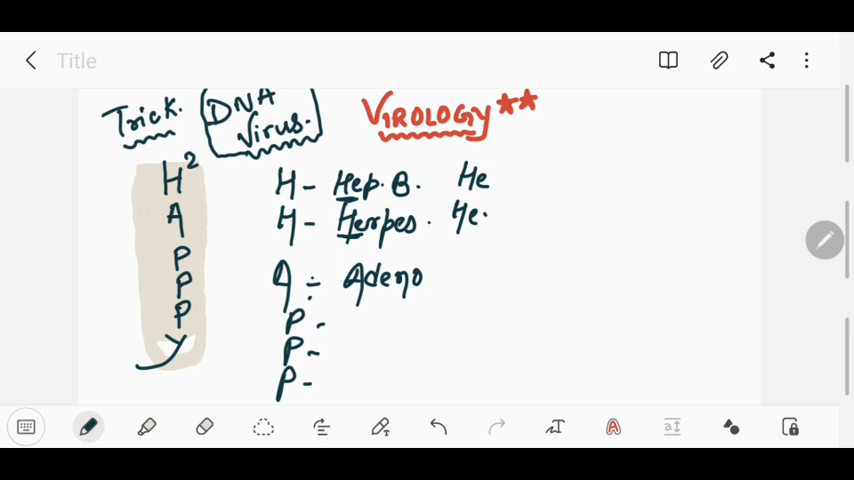 Title
Trick. DNA Virus. VIROLOGY**
H² H - Hep. B. He
H - Herpes. He.
A A ÷ Adeno
P P -
P P -
P P -
y